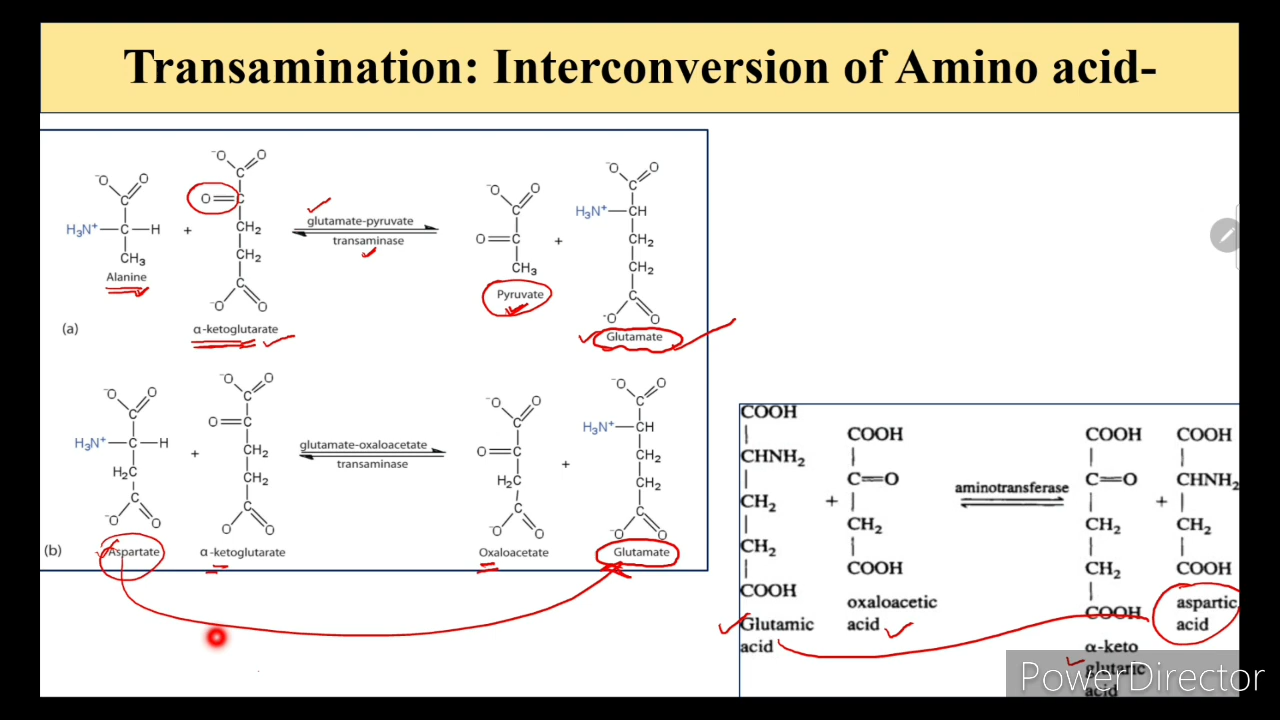 Transamination: Interconversion of Amino acid-
⁻O O
C
H₃N⁺—C—H
CH₃
Alanine
+
⁻O O
C
O=C
CH₂
CH₂
C
⁻O O
α-ketoglutarate
glutamate-pyruvate
transaminase
⁻O O
C
O=C
CH₃
Pyruvate
+
⁻O O
C
H₃N⁺—CH
CH₂
CH₂
C
⁻O O
Glutamate
(a)
⁻O O
C
H₃N⁺—C—H
H₂C
C
⁻O O
Aspartate
+
⁻O O
C
O=C
CH₂
CH₂
C
O O
α-ketoglutarate
glutamate-oxaloacetate
transaminase
⁻O O
C
O=C
H₂C
C
⁻O O
Oxaloacetate
+
⁻O O
C
H₃N⁺—CH
CH₂
CH₂
C
⁻O O
Glutamate
(b)
COOH
CHNH₂
CH₂
CH₂
COOH
Glutamic
acid
+
COOH
C=O
CH₂
COOH
oxaloacetic
acid
aminotransferase
COOH
C=O
CH₂
CH₂
COOH
α-keto
glutaric
acid
+
COOH
CHNH₂
CH₂
COOH
aspartic
acid
PowerDirector